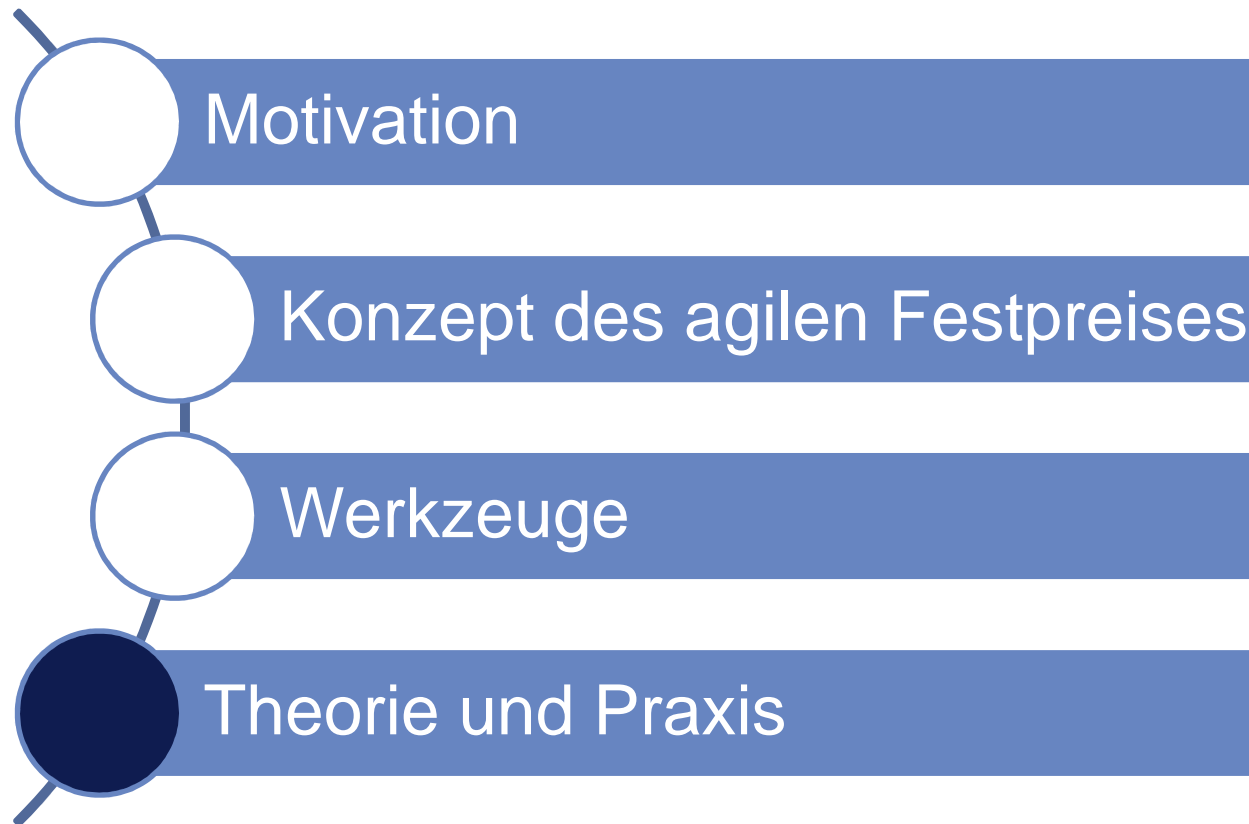 Motivation
Konzept des agilen Festpreises
Werkzeuge
Theorie und Praxis